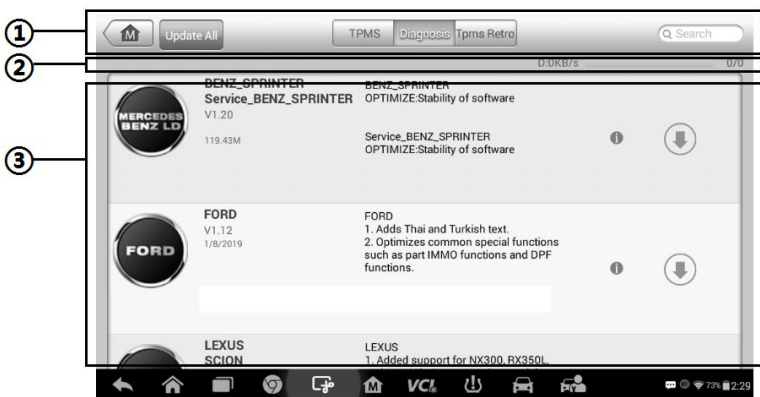 ①
M
Update All
TPMS Diagnosis Tpms Retro
Search
②
D:0KB/s 0/0
③
MERCEDES
BENZ LD
BENZ_SPRINTER
Service_BENZ_SPRINTER
V1.20
119.43M
BENZ_SPRINTER
OPTIMIZE:Stability of software
Service_BENZ_SPRINTER
OPTIMIZE:Stability of software
FORD
FORD
V1.12
1/8/2019
FORD
1. Adds Thai and Turkish text.
2. Optimizes common special functions
such as part IMMO functions and DPF
functions.
LEXUS
SCION
LEXUS
1. Added support for NX300, RX350L,
M VCI 73% 2:29